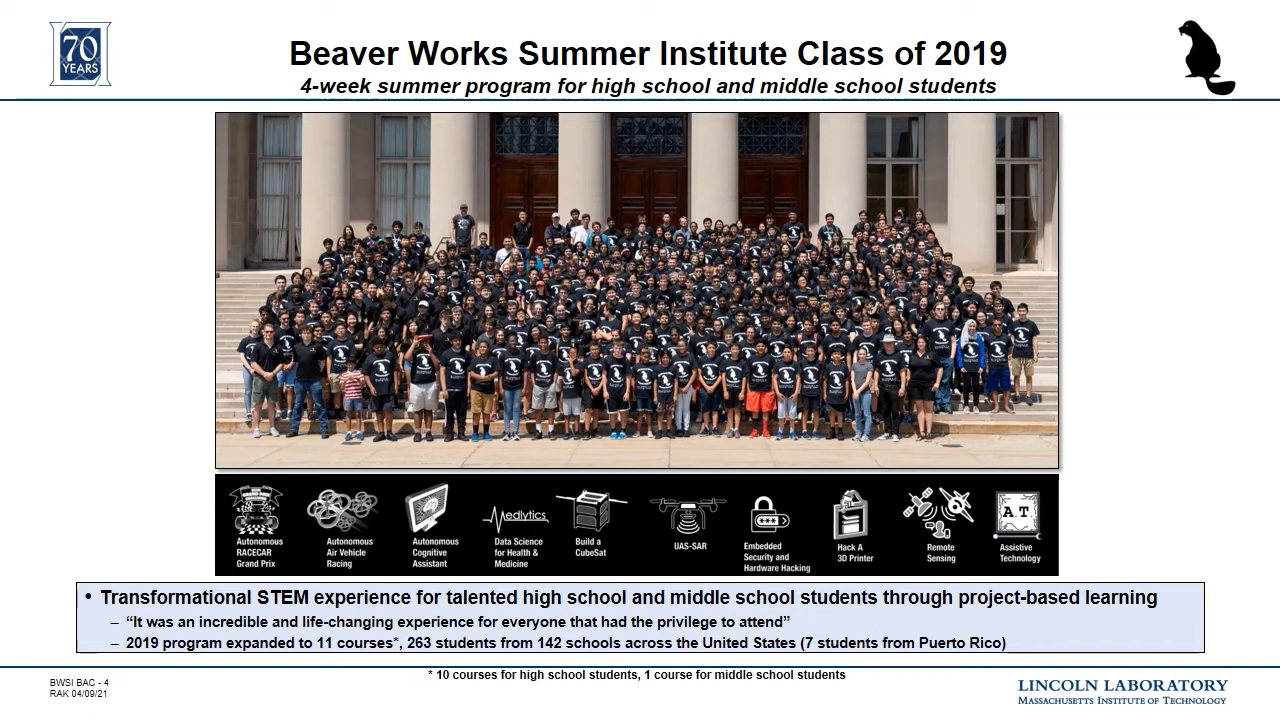 70
YEARS
Beaver Works Summer Institute Class of 2019
4-week summer program for high school and middle school students
Autonomous
RACECAR
Grand Prix
Autonomous
Air Vehicle
Racing
Autonomous
Cognitive
Assistant
Medlytics
Data Science
for Health &
Medicine
Build a
CubeSat
UAS-SAR
***
Embedded
Security and
Hardware Hacking
Hack A
3D Printer
Remote
Sensing
A.T
Assistive
Technology
• Transformational STEM experience for talented high school and middle school students through project-based learning
– “It was an incredible and life-changing experience for everyone that had the privilege to attend”
– 2019 program expanded to 11 courses*, 263 students from 142 schools across the United States (7 students from Puerto Rico)
* 10 courses for high school students, 1 course for middle school students
BWSI BAC - 4
RAK 04/09/21
LINCOLN LABORATORY
MASSACHUSETTS INSTITUTE OF TECHNOLOGY